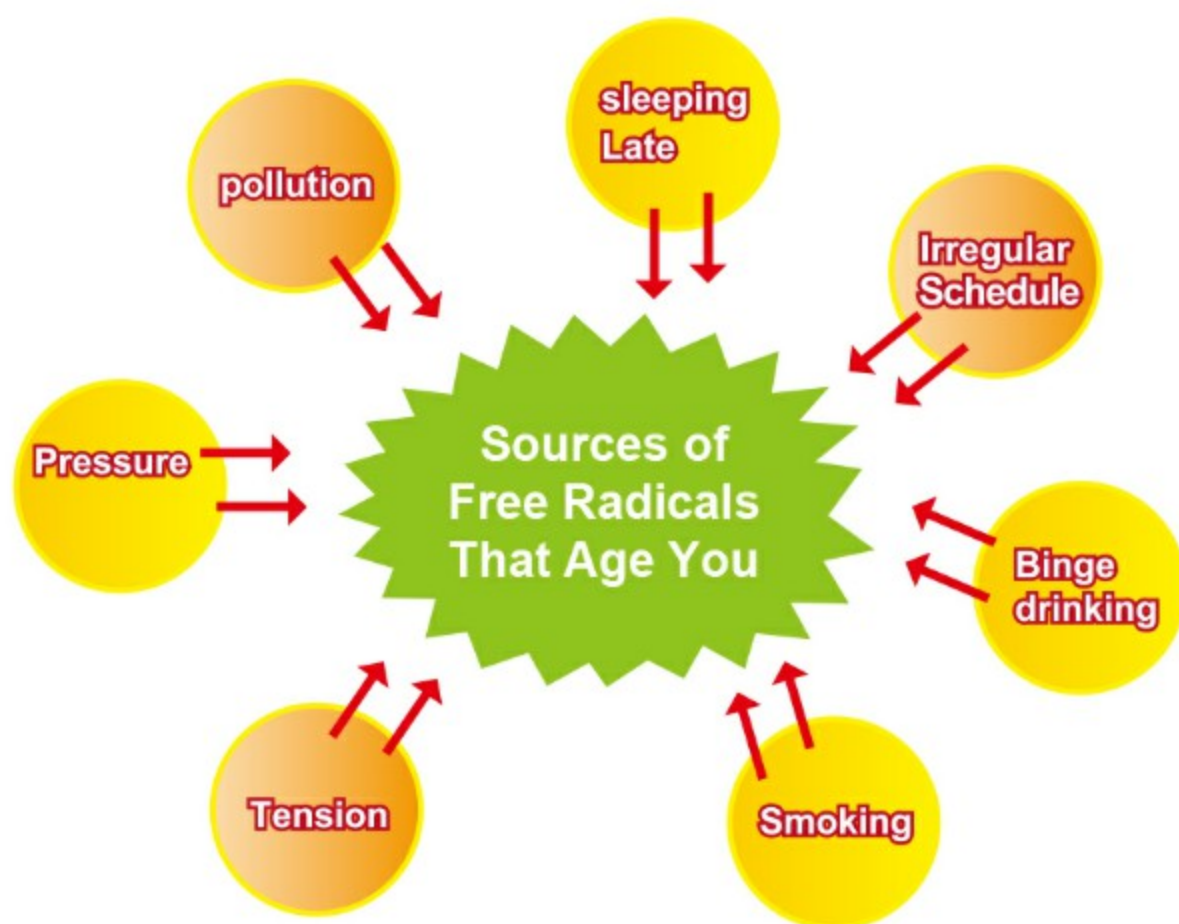 sleeping
Late
pollution
Irregular
Schedule
Pressure
Sources of
Free Radicals
That Age You
Binge
drinking
Tension
Smoking